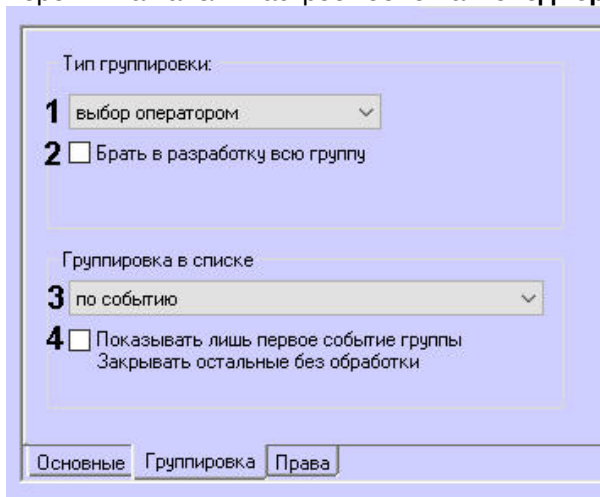 Тип группировки:
1 выбор оператором
2 Брать в разработку всю группу
Группировка в списке
3 по событию
4 Показывать лишь первое событие группы
Закрывать остальные без обработки
Основные Группировка Права